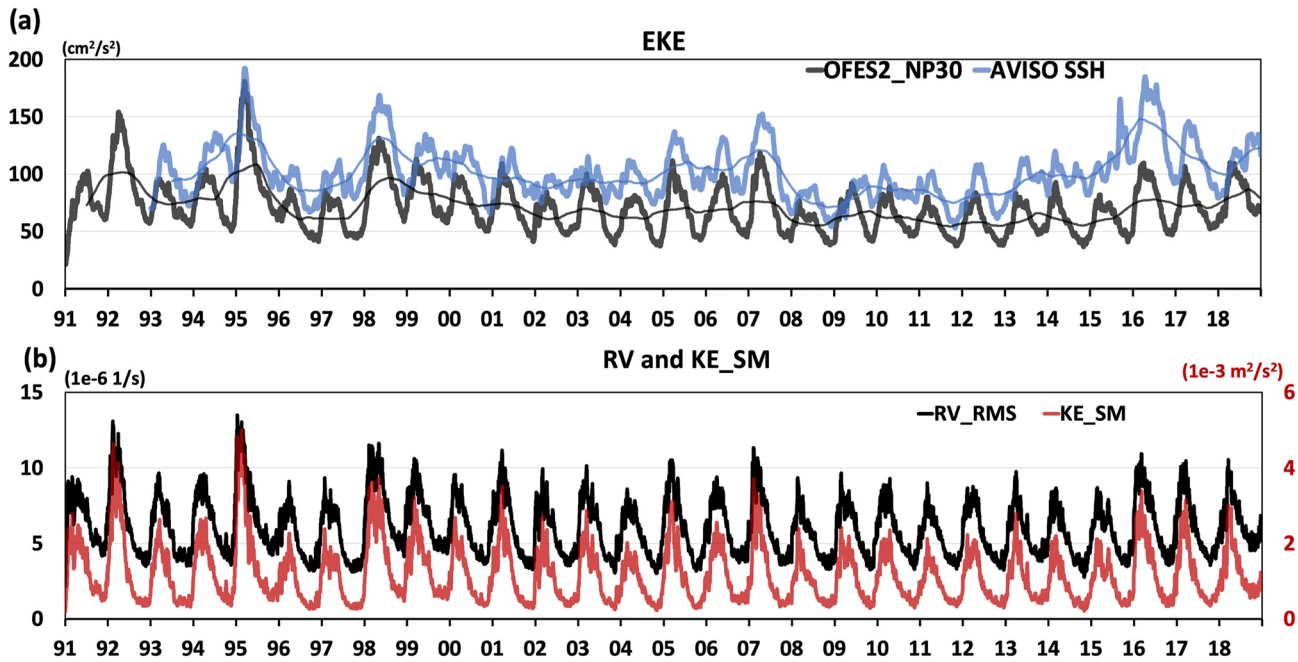 (a)
(cm²/s²)
EKE
OFES2_NP30 AVISO SSH
200
150
100
50
0
91 92 93 94 95 96 97 98 99 00 01 02 03 04 05 06 07 08 09 10 11 12 13 14 15 16 17 18
(b)
RV and KE_SM
(1e-6 1/s) (1e-3 m²/s²)
RV_RMS KE_SM
15 6
10 4
5 2
0 0
91 92 93 94 95 96 97 98 99 00 01 02 03 04 05 06 07 08 09 10 11 12 13 14 15 16 17 18